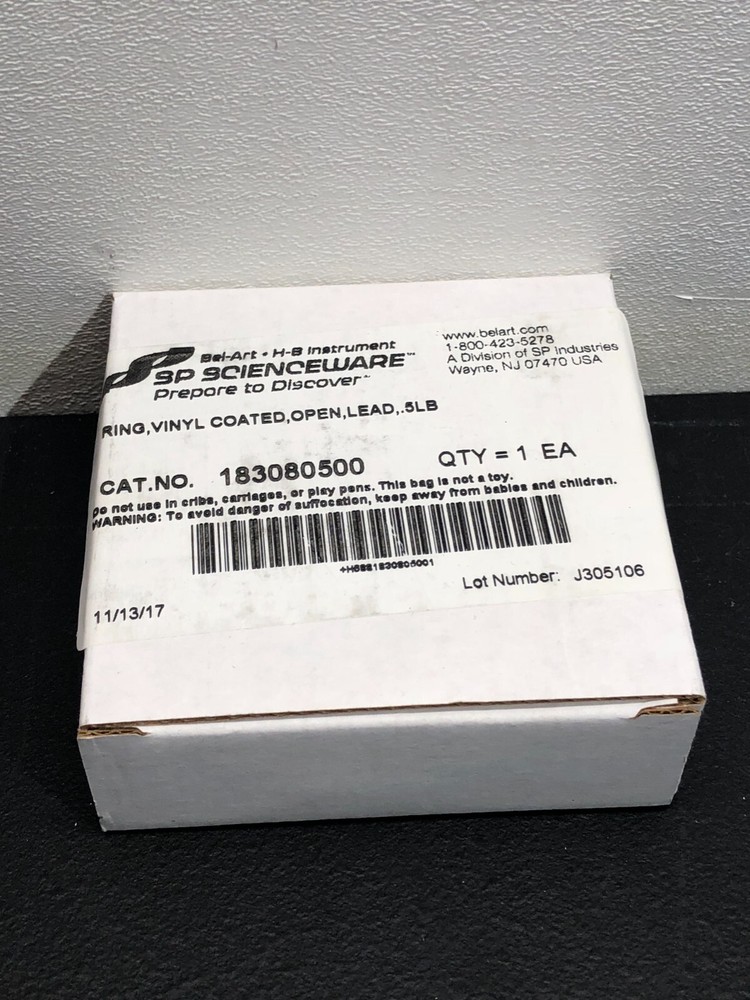 Bel-Art • H-B Instrument
SP SCIENCEWARE™
Prepare to Discover™
www.belart.com
1-800-423-5278
A Division of SP Industries
Wayne, NJ 07470 USA
RING,VINYL COATED,OPEN,LEAD,.5LB
CAT.NO. 183080500 QTY = 1 EA
Do not use in cribs, carriages, or play pens. This bag is not a toy.
WARNING: To avoid danger of suffocation, keep away from babies and children.
+H6881830805001
Lot Number: J305106
11/13/17